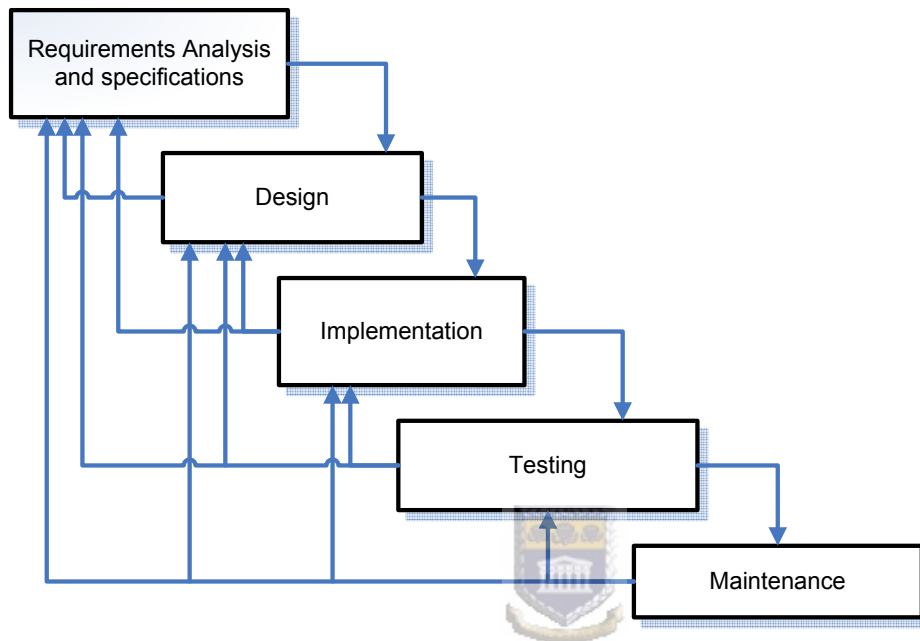 Requirements Analysis
and specifications
Design
Implementation
Testing
Maintenance